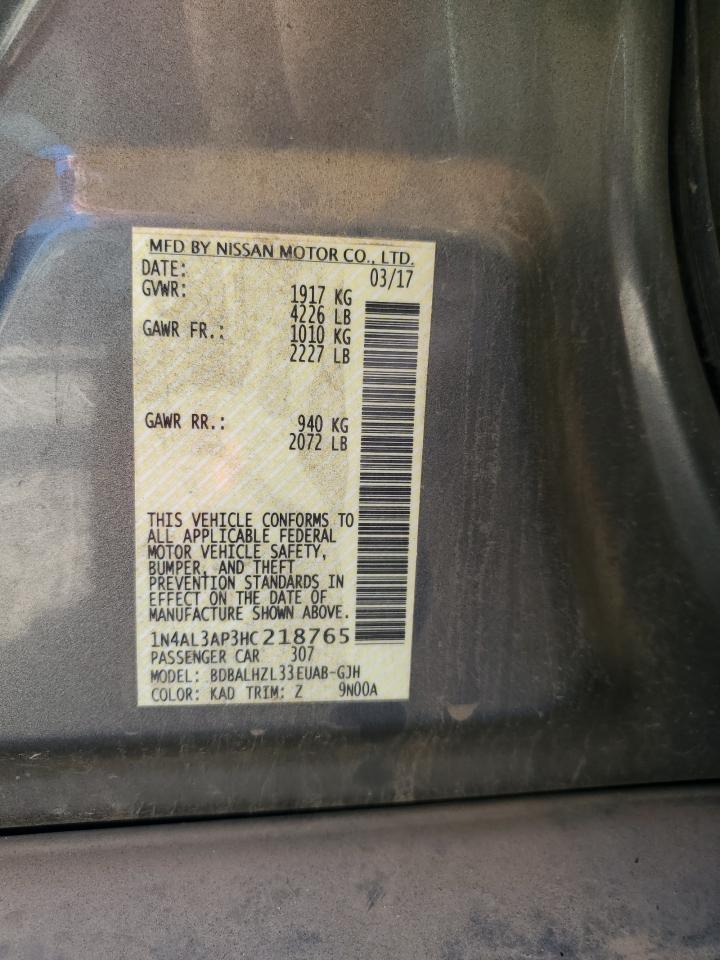 MFD BY NISSAN MOTOR CO., LTD.
DATE: 03/17
GVWR: 1917 KG
4226 LB
GAWR FR.: 1010 KG
2227 LB
GAWR RR.: 940 KG
2072 LB
THIS VEHICLE CONFORMS TO
ALL APPLICABLE FEDERAL
MOTOR VEHICLE SAFETY,
BUMPER, AND THEFT
PREVENTION STANDARDS IN
EFFECT ON THE DATE OF
MANUFACTURE SHOWN ABOVE.
1N4AL3AP3HC218765
PASSENGER CAR 307
MODEL: BDBALHZL33EUAB-GJH
COLOR: KAD TRIM: Z 9N00A